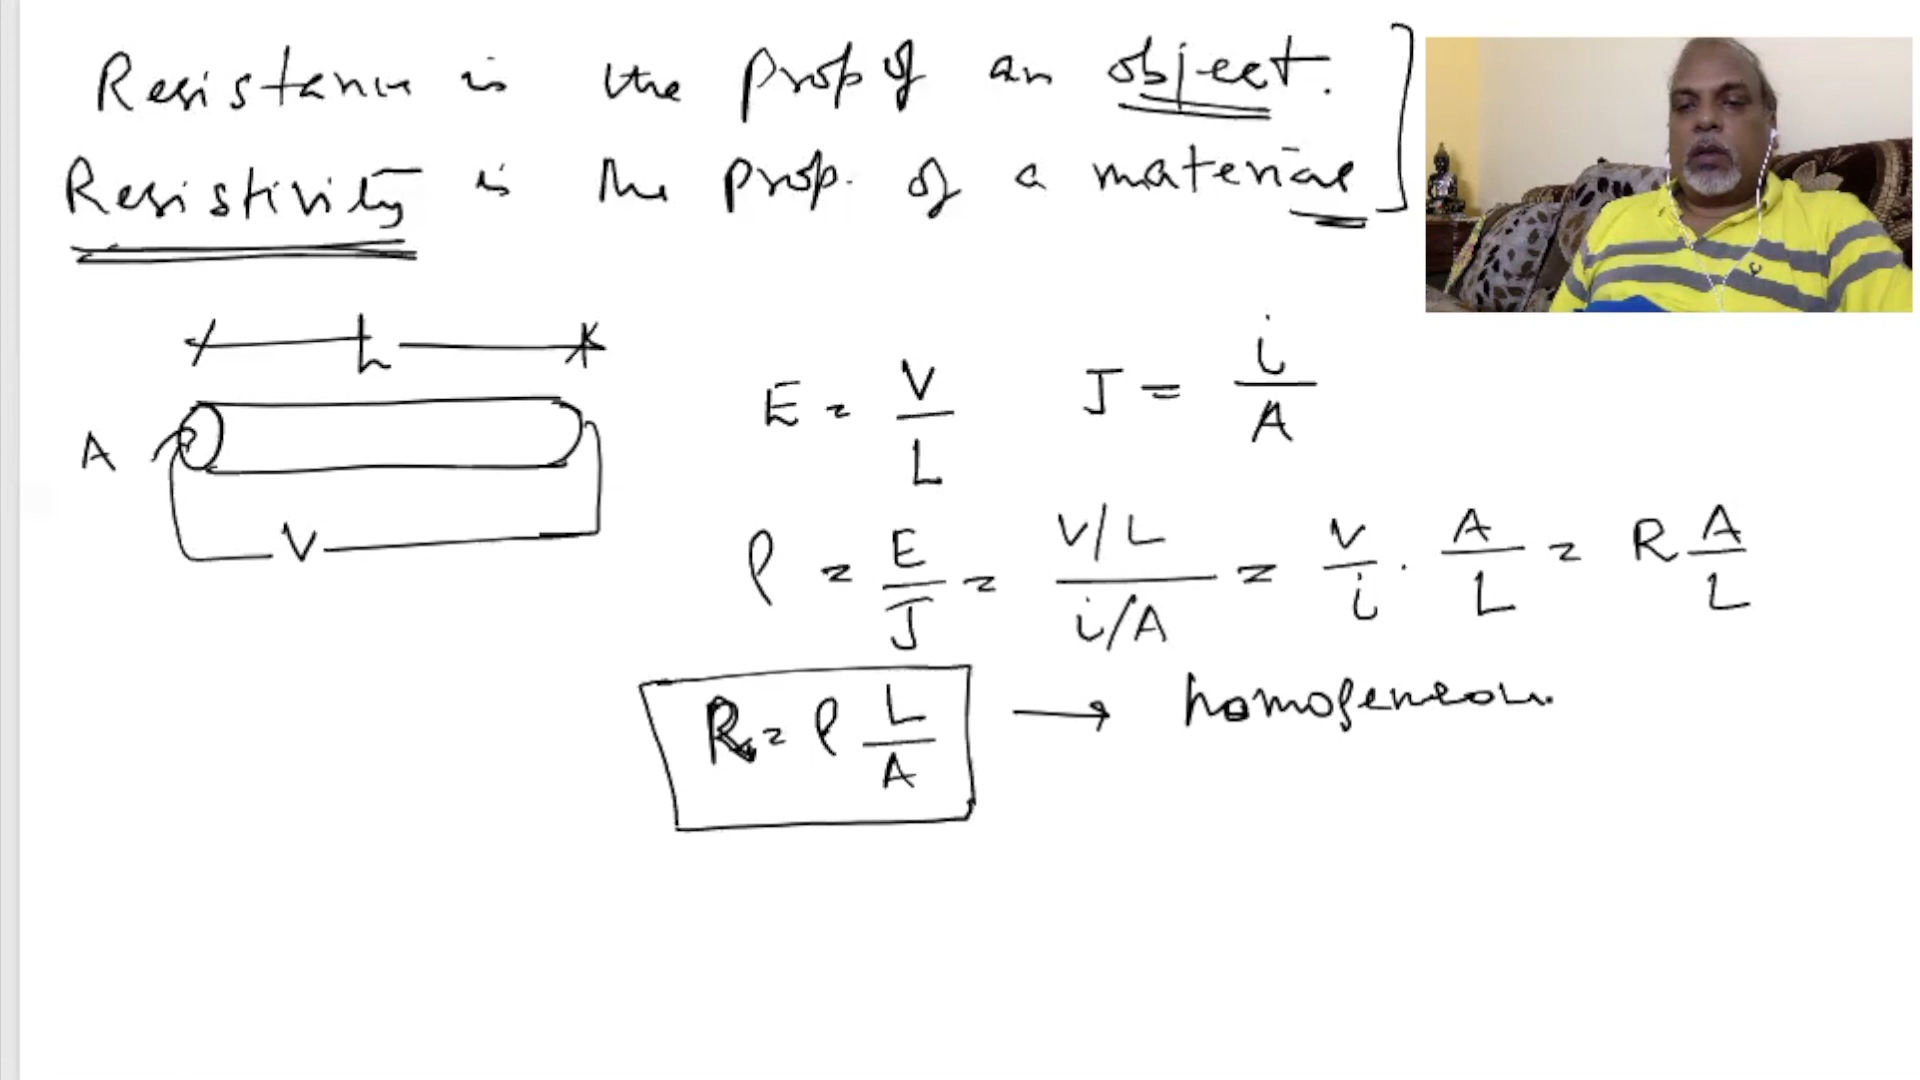 Resistance is the prop of an object.
Resistivity is the prop. of a material
L
A
V
E = V/L J = i/A
ρ = E/J = V/L / i/A = V/i . A/L = R A/L
R = ρ L/A → homogeneous.